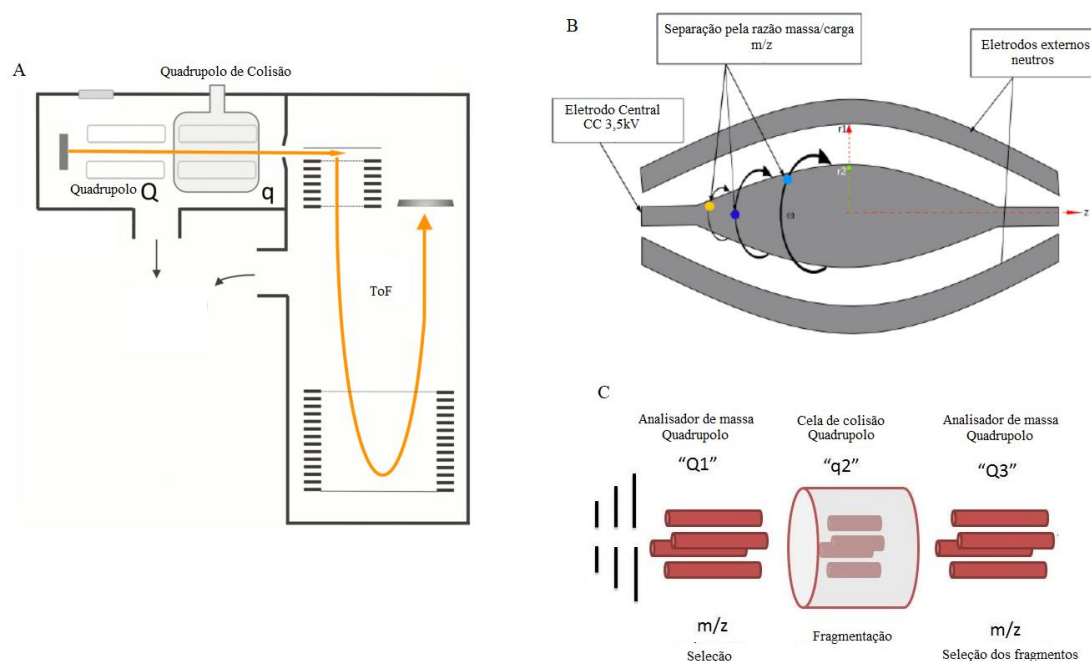 A
Quadrupolo de Colisão
Quadrupolo Q
q
ToF
B
Separação pela razão massa/carga
m/z
Eletrodos externos
neutros
Eletrodo Central
CC 3,5kV
r1
r2
ω
z
C
Analisador de massa
Quadrupolo
"Q1"
Cela de colisão
Quadrupolo
"q2"
Analisador de massa
Quadrupolo
"Q3"
m/z
Seleção
Fragmentação
m/z
Seleção dos fragmentos